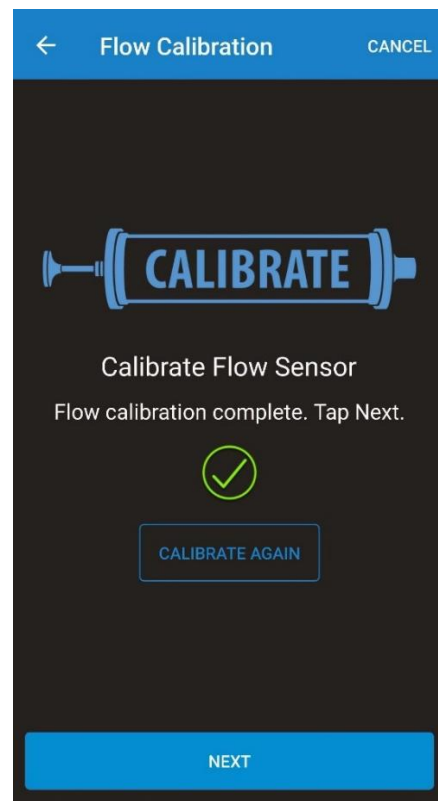 Flow Calibration CANCEL
CALIBRATE
Calibrate Flow Sensor
Flow calibration complete. Tap Next.
CALIBRATE AGAIN
NEXT